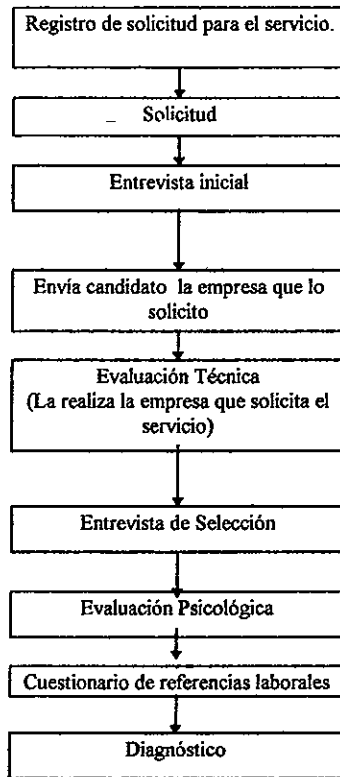 Registro de solicitud para el servicio.
Solicitud
Entrevista inicial
Envía candidato la empresa que lo
solicito
Evaluación Técnica
(La realiza la empresa que solicita el
servicio)
Entrevista de Selección
Evaluación Psicológica
Cuestionario de referencias laborales
Diagnóstico